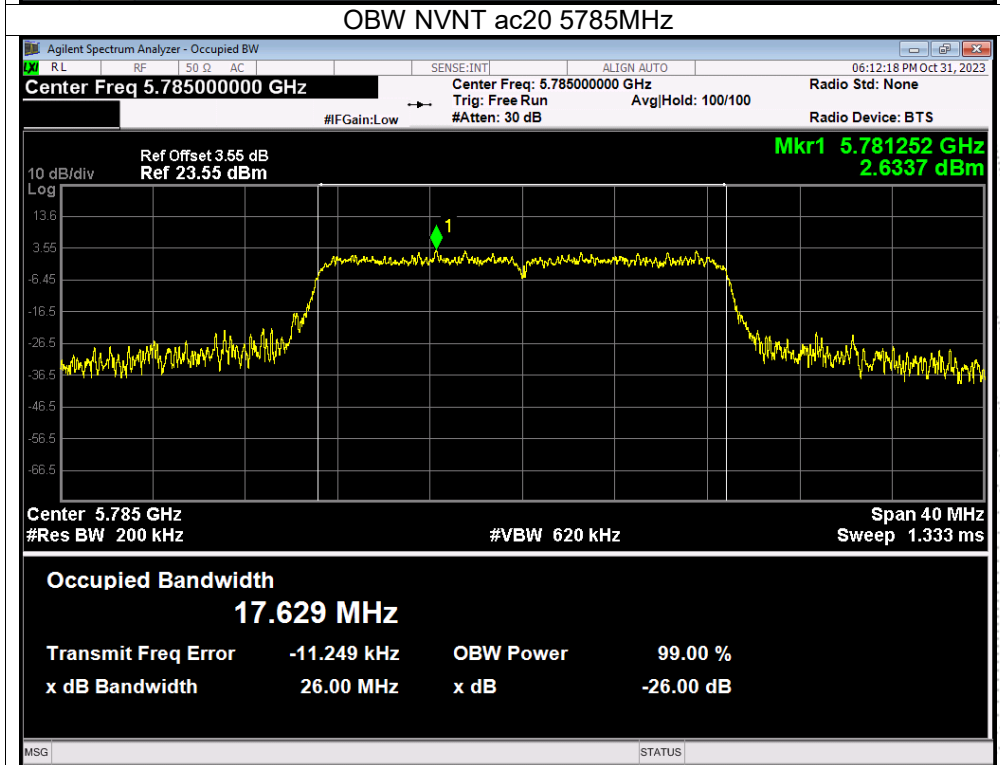 OBW NVNT ac20 5785MHz
Agilent Spectrum Analyzer - Occupied BW
LXI RL RF 50 Ω AC SENSE:INT ALIGN AUTO 06:12:18 PM Oct 31, 2023
Center Freq 5.785000000 GHz Center Freq: 5.785000000 GHz Radio Std: None
Trig: Free Run Avg|Hold: 100/100
#IFGain:Low #Atten: 30 dB Radio Device: BTS
Mkr1 5.781252 GHz
2.6337 dBm
Ref Offset 3.55 dB
10 dB/div Ref 23.55 dBm
Log
13.6
1
3.55
-6.45
-16.5
-26.5
-36.5
-46.5
-56.5
-66.5
Center 5.785 GHz Span 40 MHz
#Res BW 200 kHz #VBW 620 kHz Sweep 1.333 ms
Occupied Bandwidth
17.629 MHz
Transmit Freq Error -11.249 kHz OBW Power 99.00 %
x dB Bandwidth 26.00 MHz x dB -26.00 dB
MSG STATUS